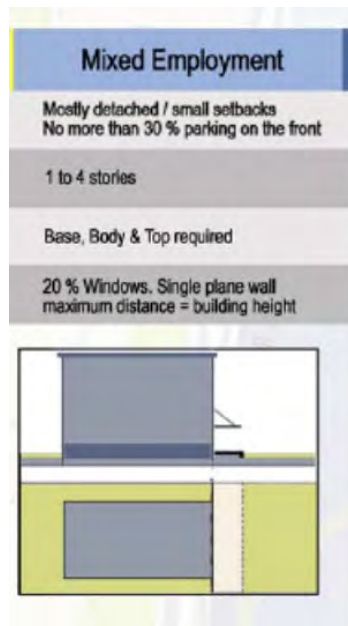 Mixed Employment
Mostly detached / small setbacks
No more than 30 % parking on the front
1 to 4 stories
Base, Body & Top required
20 % Windows. Single plane wall
maximum distance = building height